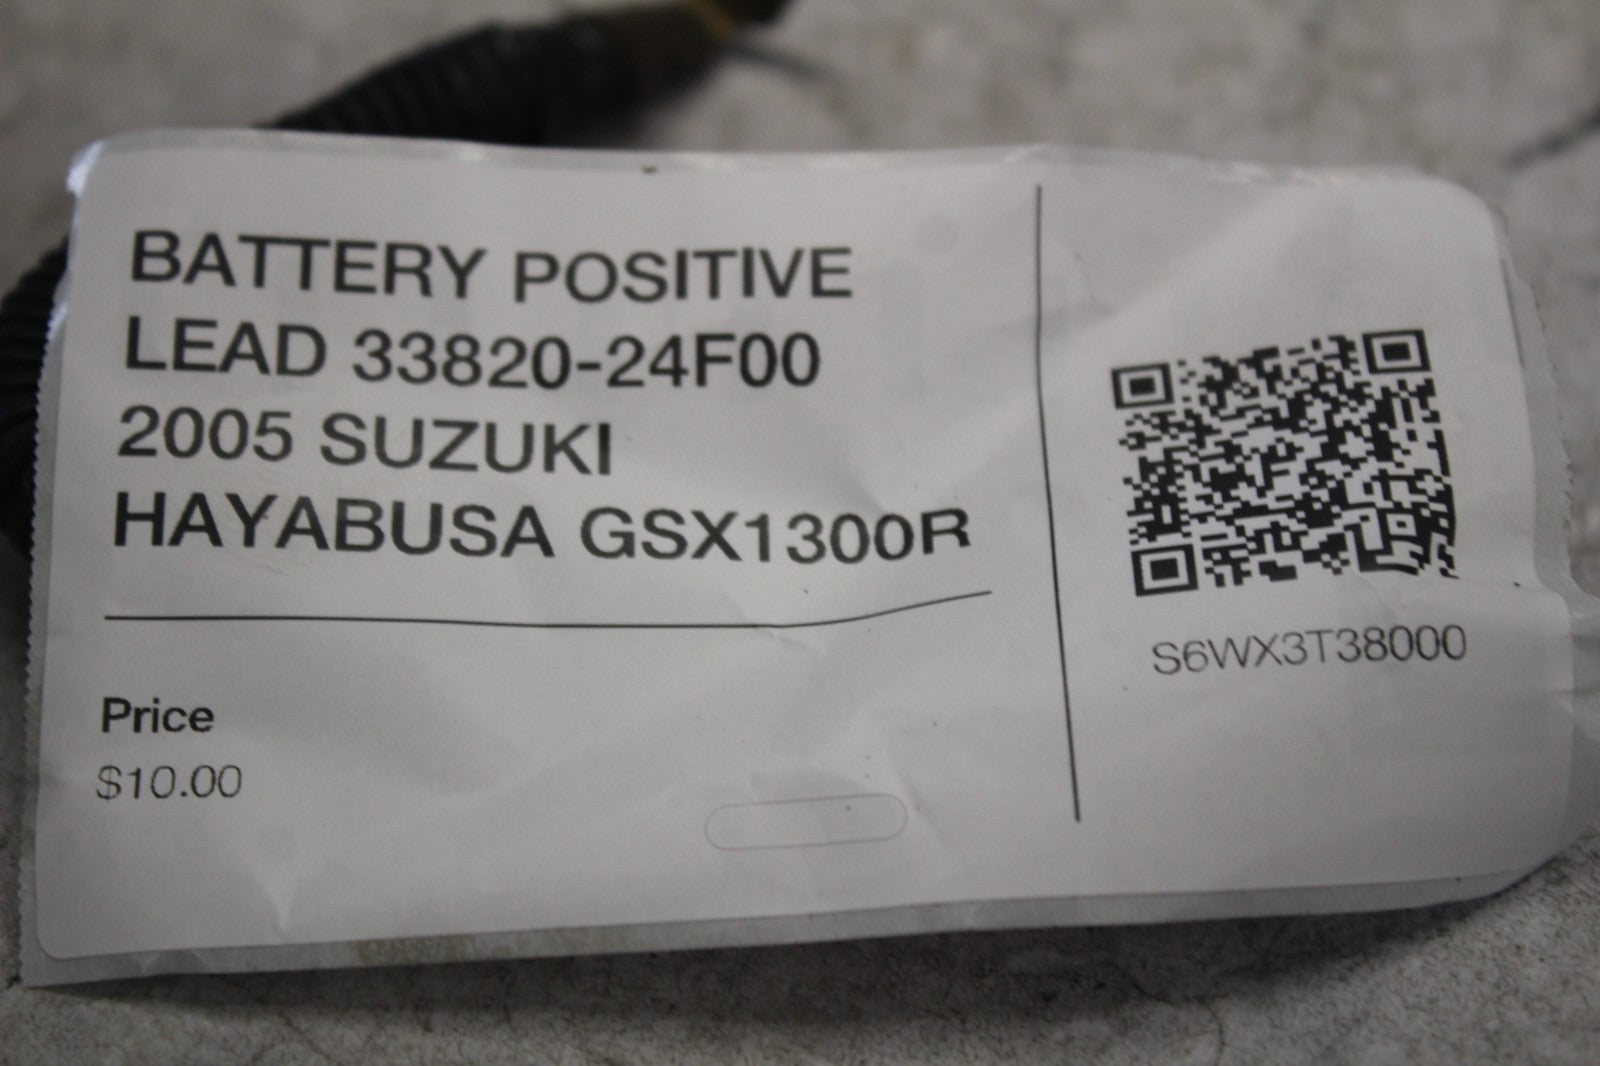 BATTERY POSITIVE
LEAD 33820-24F00
2005 SUZUKI
HAYABUSA GSX1300R
Price
$10.00
S6WX3T38000